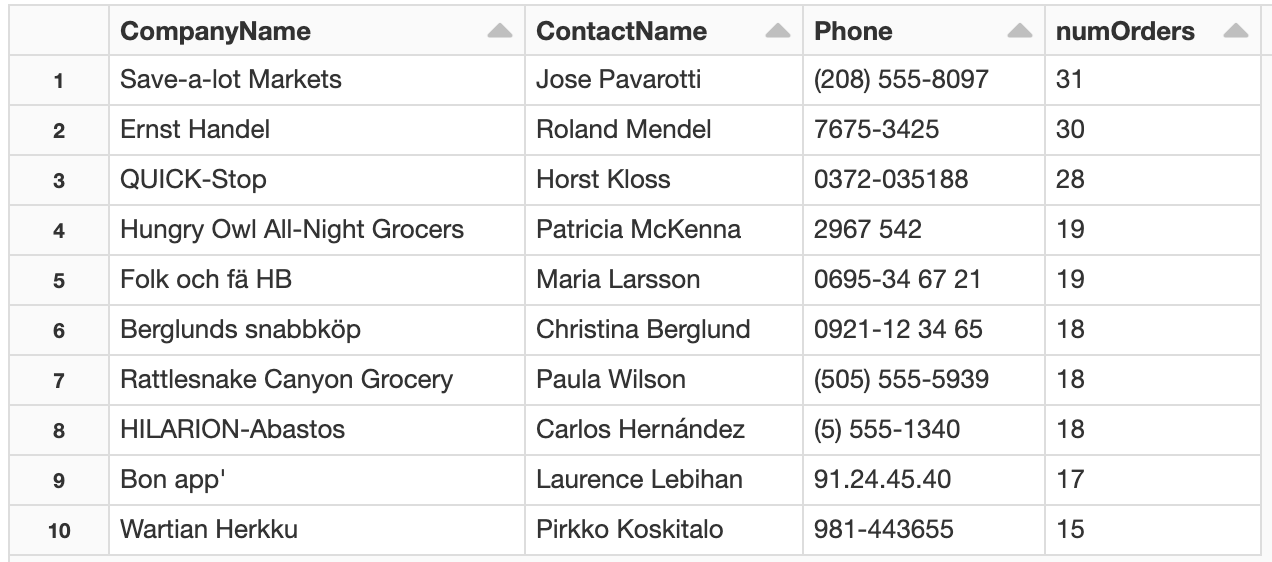 CompanyName ContactName Phone numOrders
1 Save-a-lot Markets Jose Pavarotti (208) 555-8097 31
2 Ernst Handel Roland Mendel 7675-3425 30
3 QUICK-Stop Horst Kloss 0372-035188 28
4 Hungry Owl All-Night Grocers Patricia McKenna 2967 542 19
5 Folk och fä HB Maria Larsson 0695-34 67 21 19
6 Berglunds snabbköp Christina Berglund 0921-12 34 65 18
7 Rattlesnake Canyon Grocery Paula Wilson (505) 555-5939 18
8 HILARION-Abastos Carlos Hernández (5) 555-1340 18
9 Bon app' Laurence Lebihan 91.24.45.40 17
10 Wartian Herkku Pirkko Koskitalo 981-443655 15